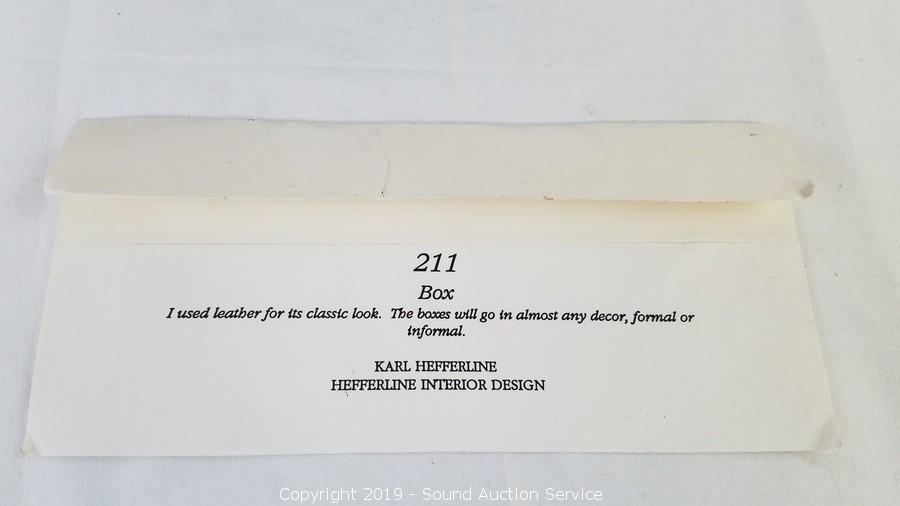 211
Box
I used leather for its classic look. The boxes will go in almost any decor, formal or
informal.
KARL HEFFERLINE
HEFFERLINE INTERIOR DESIGN
Copyright 2019 - Sound Auction Service